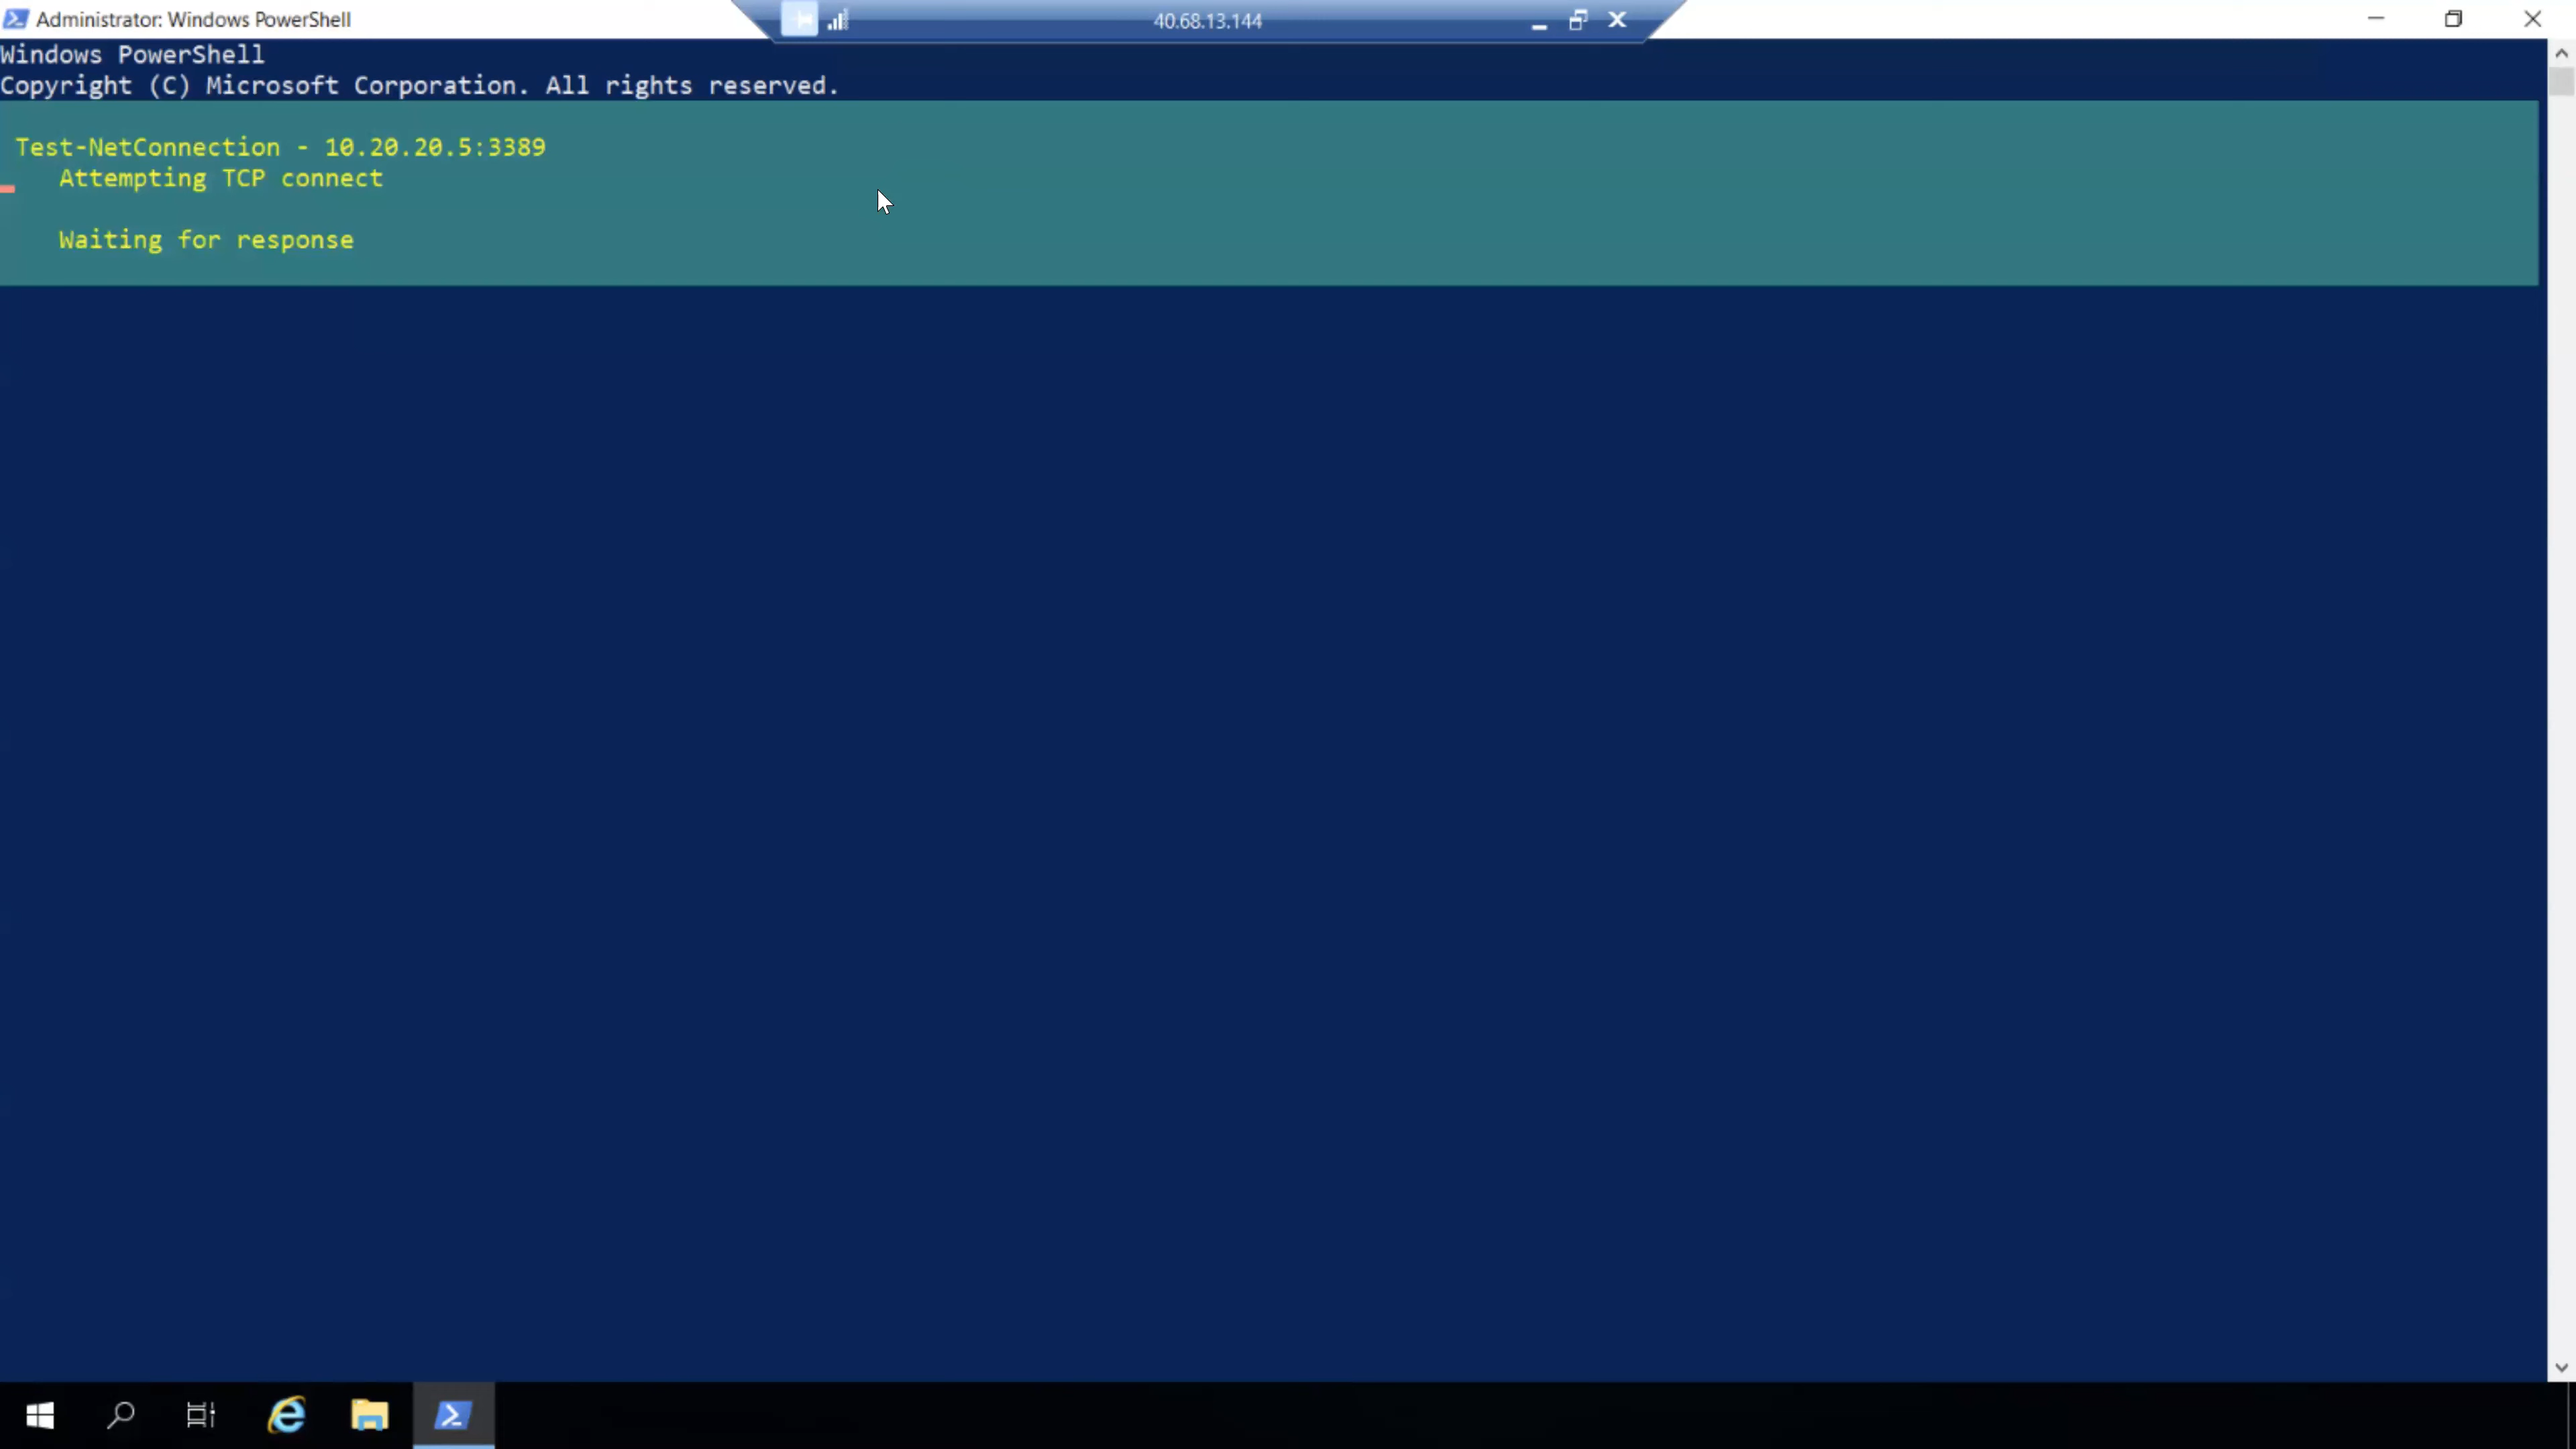 Administrator: Windows PowerShell
40.68.13.144
Windows PowerShell
Copyright (C) Microsoft Corporation. All rights reserved.
Test-NetConnection - 10.20.20.5:3389
Attempting TCP connect
Waiting for response